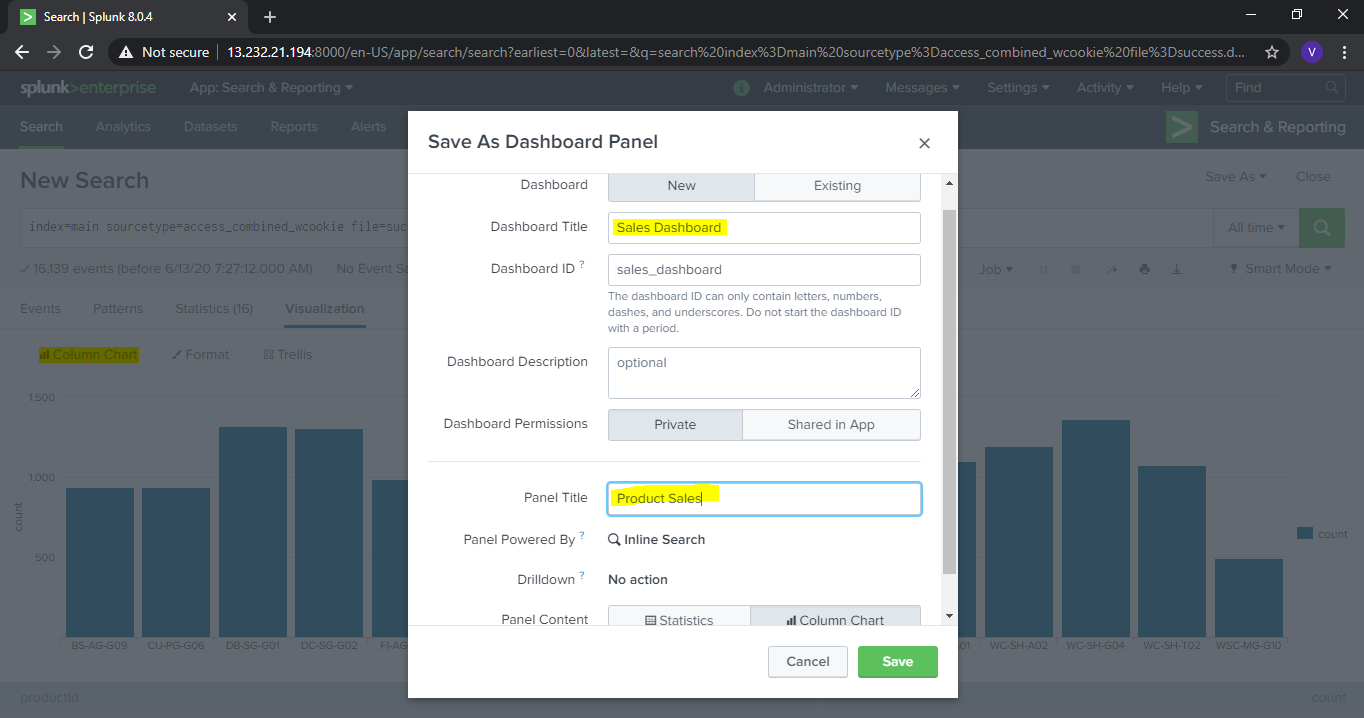 Search | Splunk 8.0.4
Not secure 13.232.21.194:8000/en-US/app/search/search?earliest=0&latest=&q=search%20index%3Dmain%20sourcetype%3Daccess_combined_wcookie%20file%3Dsuccess.d... V
splunk>enterprise App: Search & Reporting i Administrator Messages Settings Activity Help Find
Search Analytics Datasets Reports Alerts Search & Reporting
New Search Save As Close
index=main sourcetype=access_combined_wcookie file=suc All time
16,139 events (before 6/13/20 7:27:12.000 AM) No Event Sa Job Smart Mode
Events Patterns Statistics (16) Visualization
Column Chart Format Trellis
1,500
1,000
500
count
count
BS-AG-G09 CU-PG-G06 DB-SG-G01 DC-SG-G02 FI-AG A01 WC-SH-A02 WC-SH-G04 WC-SH-T02 WSC-MG-G10
productId count
Save As Dashboard Panel
Dashboard New Existing
Dashboard Title Sales Dashboard
Dashboard ID ? sales_dashboard
The dashboard ID can only contain letters, numbers,
dashes, and underscores. Do not start the dashboard ID
with a period.
Dashboard Description optional
Dashboard Permissions Private Shared in App
Panel Title Product Sales
Panel Powered By ? Inline Search
Drilldown ? No action
Panel Content Statistics Column Chart
Cancel Save